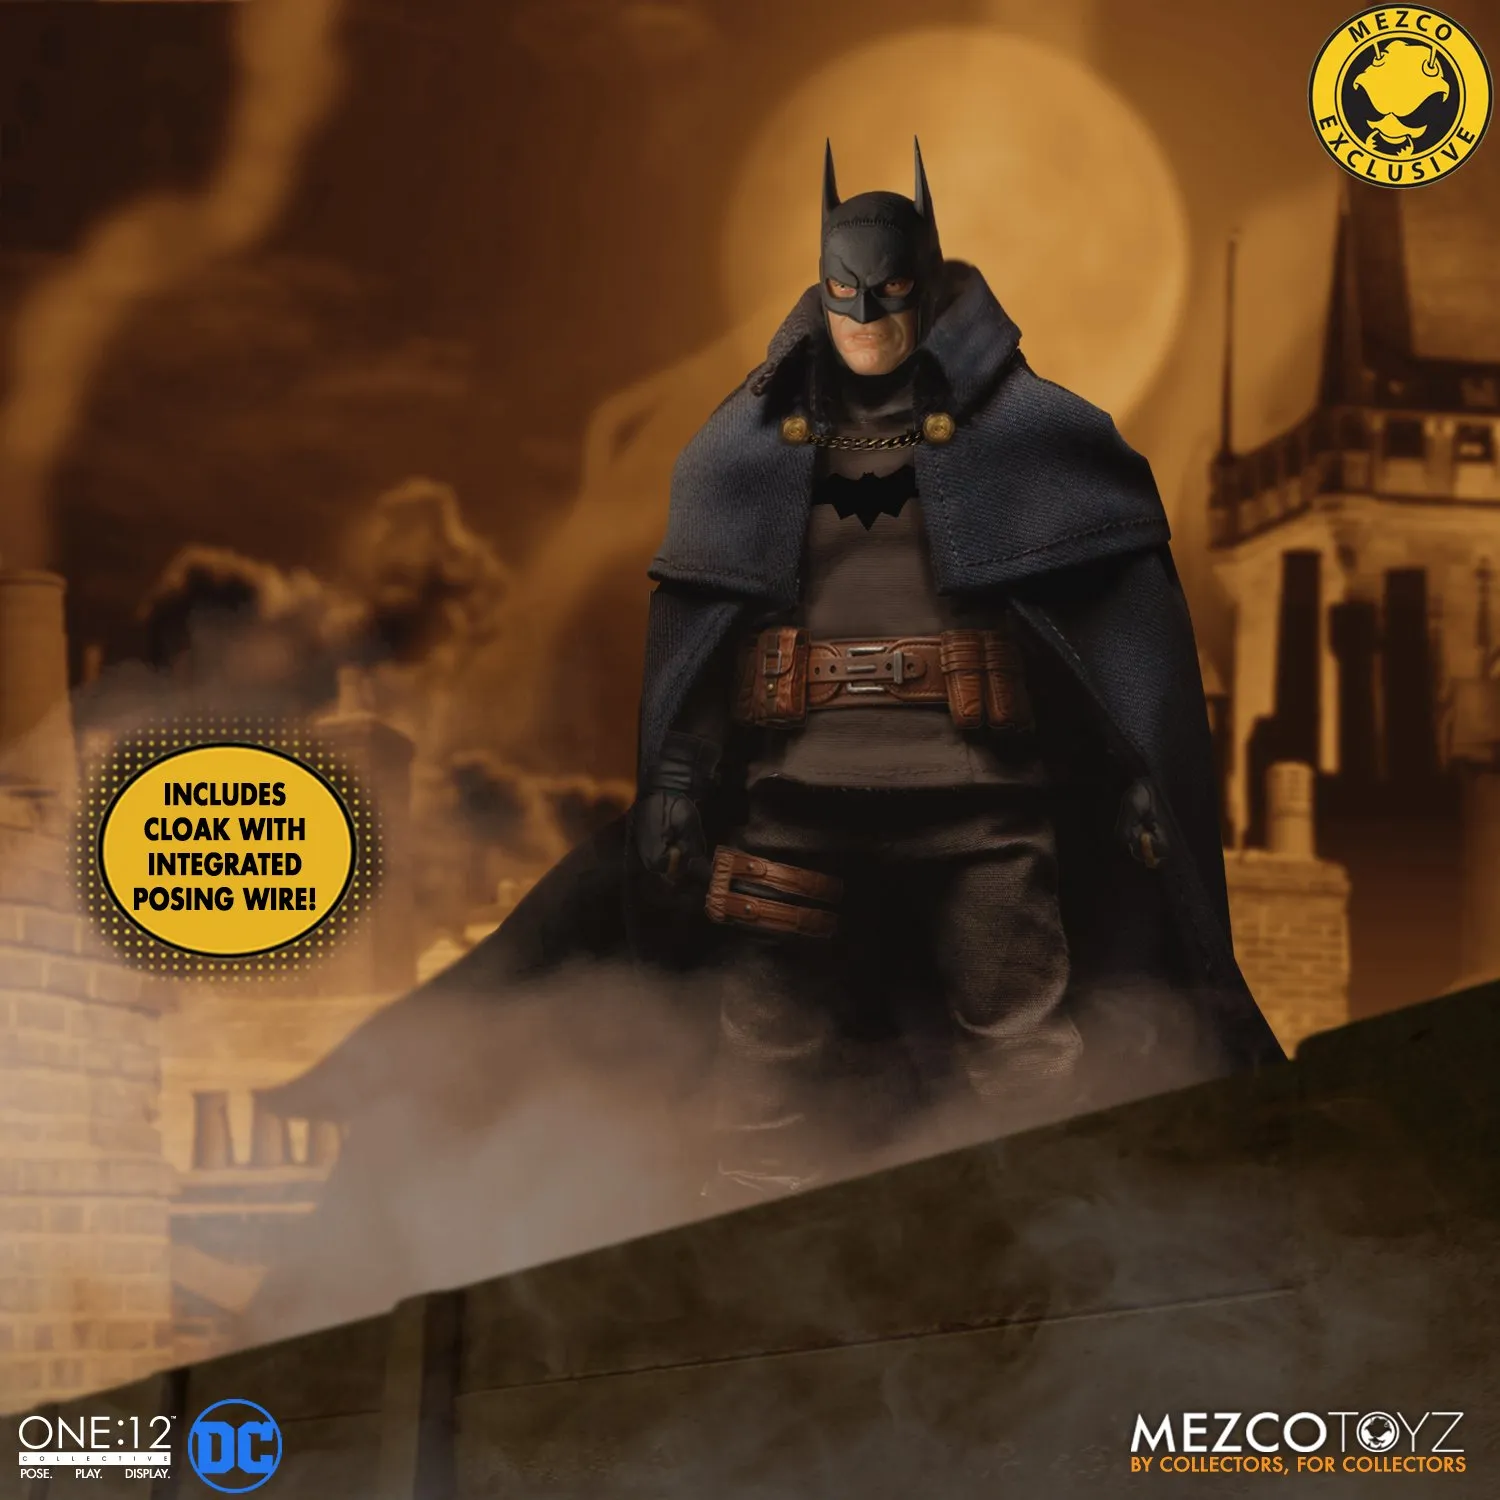 MEZCO
EXCLUSIVE
INCLUDES
CLOAK WITH
INTEGRATED
POSING WIRE!
ONE:12™
COLLECTIVE
POSE. PLAY. DISPLAY.
DC
MEZCOTOYZ
BY COLLECTORS, FOR COLLECTORS